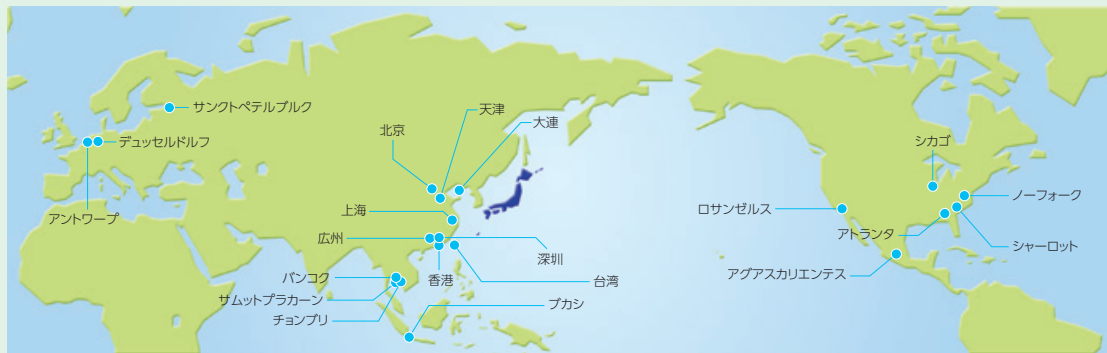 サンクトペテルブルク
デュッセルドルフ
アントワープ
天津
北京
大連
上海
広州
深圳
香港
台湾
バンコク
サムットプラカーン
チョンブリ
ブカシ
シカゴ
ノーフォーク
ロサンゼルス
アトランタ
シャーロット
アグアスカリエンテス